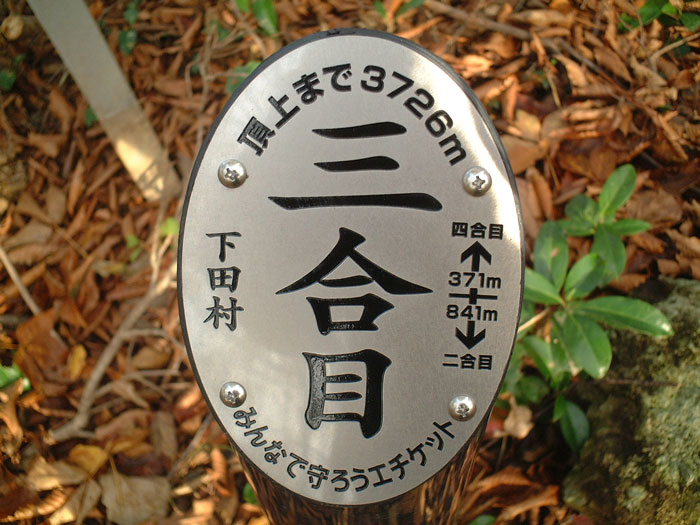 頂上まで3726m
三合目
下田村
四合目
371m
841m
二合目
みんなで守ろうエチケット